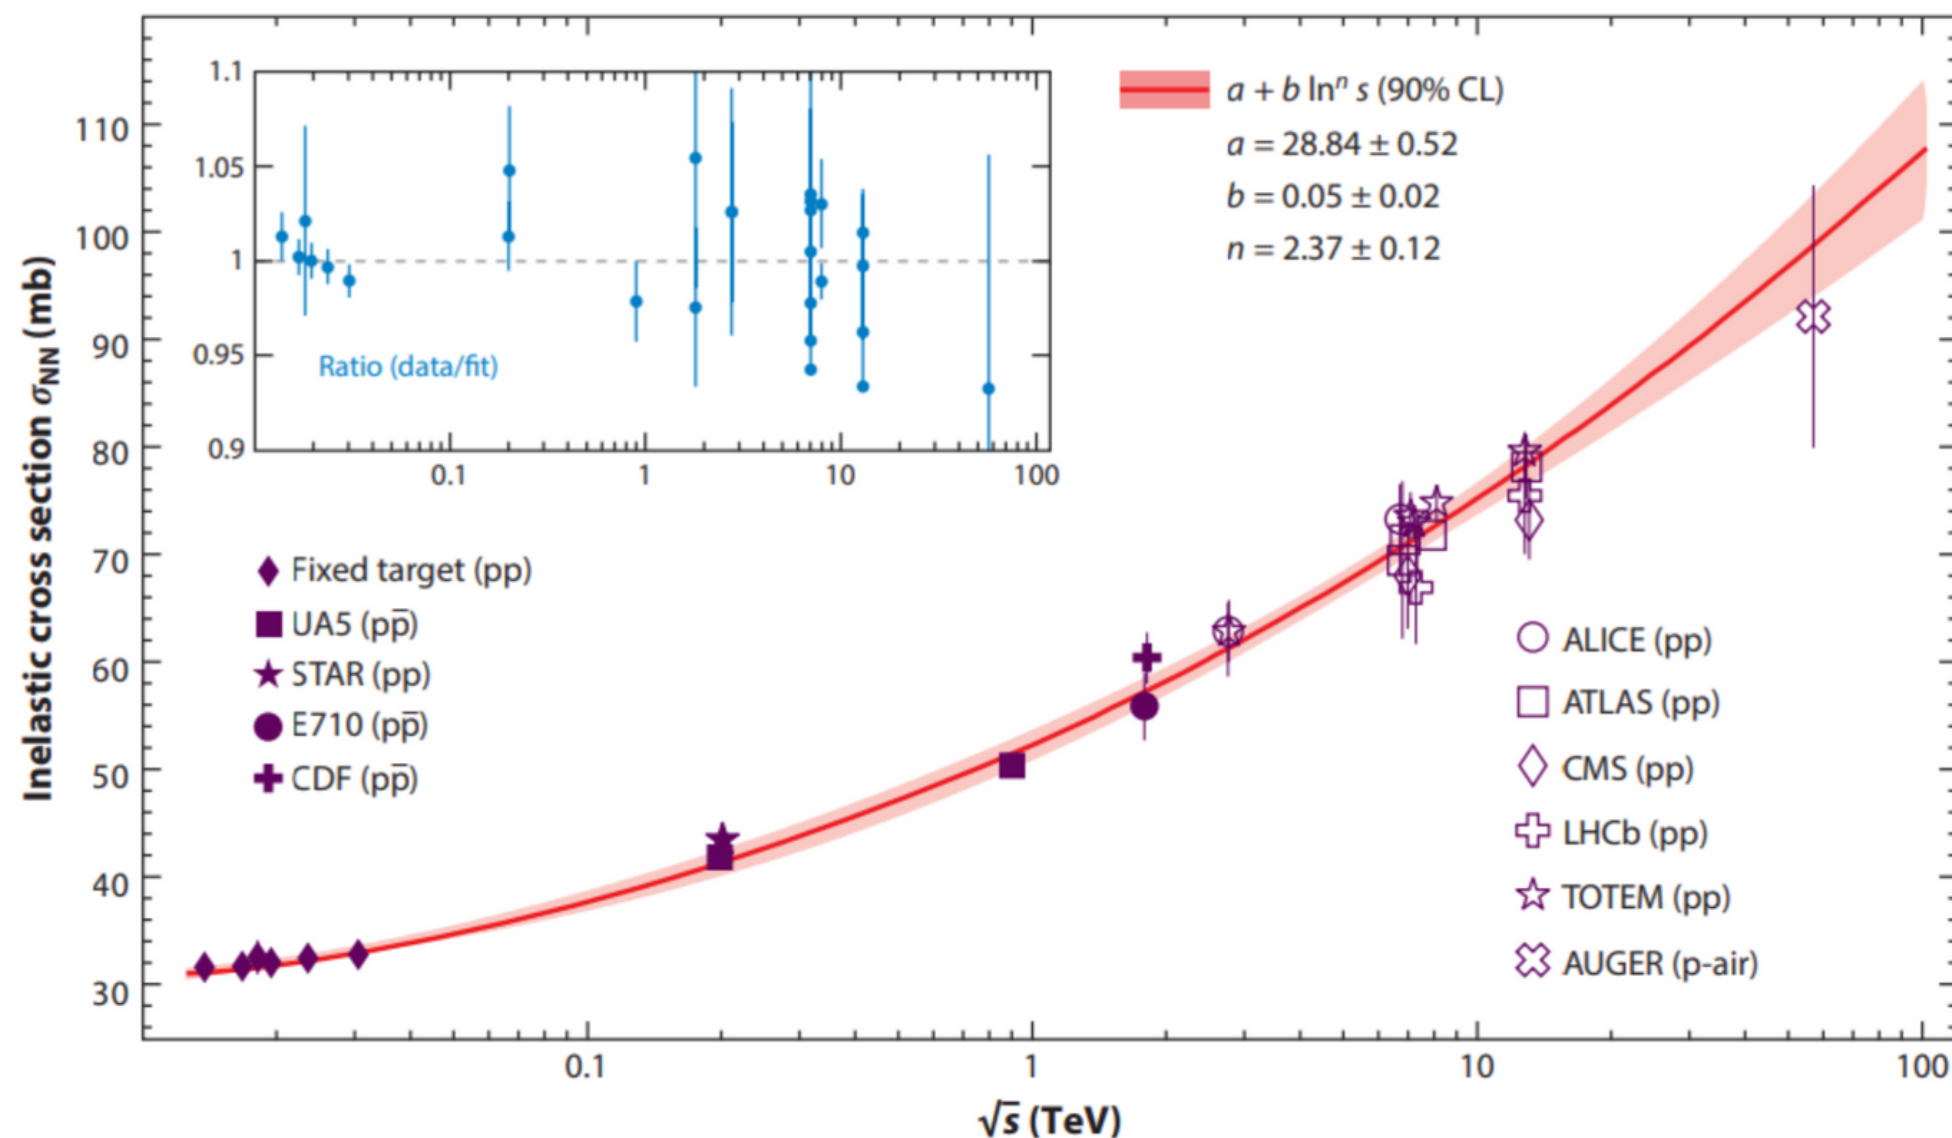 Inelastic cross section σNN (mb)
110
100
90
80
70
60
50
40
30
1.1
1.05
1
0.95
0.9
Ratio (data/fit)
0.1 1 10 100
a + b lnⁿ s (90% CL)
a = 28.84 ± 0.52
b = 0.05 ± 0.02
n = 2.37 ± 0.12
Fixed target (pp)
UA5 (pp̅)
STAR (pp)
E710 (pp̅)
CDF (pp̅)
ALICE (pp)
ATLAS (pp)
CMS (pp)
LHCb (pp)
TOTEM (pp)
AUGER (p-air)
0.1 1 10 100
√s (TeV)